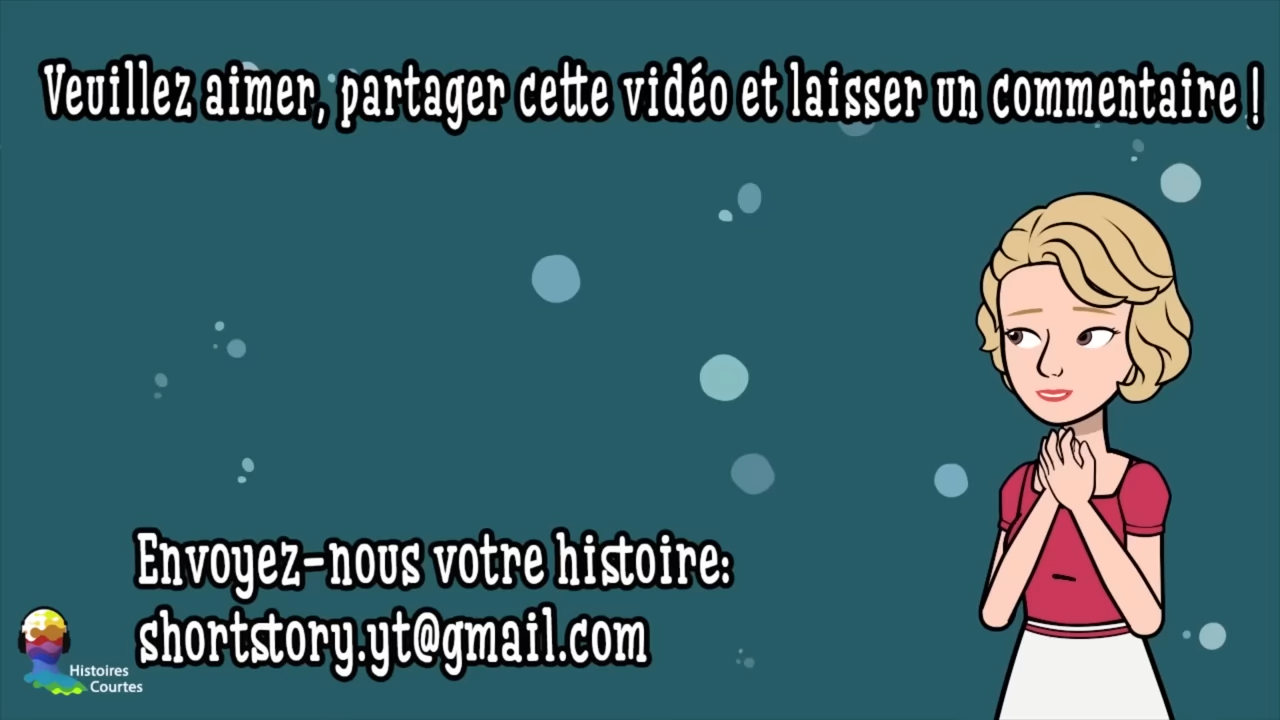 Veuillez aimer, partager cette vidéo et laisser un commentaire !
Envoyez-nous votre histoire:
shortstory.yt@gmail.com
Histoires
Courtes